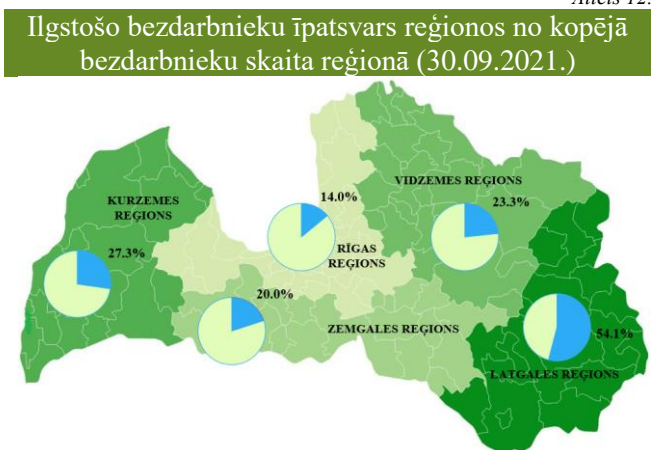 Attēls 12.
Ilgstošo bezdarbnieku īpatsvars reģionos no kopējā
bezdarbnieku skaita reģionā (30.09.2021.)
KURZEMES
REĢIONS
27.3%
14.0%
RĪGAS
REĢIONS
VIDZEMES REĢIONS
23.3%
20.0%
ZEMGALES REĢIONS
54.1%
LATGALES REĢIONS